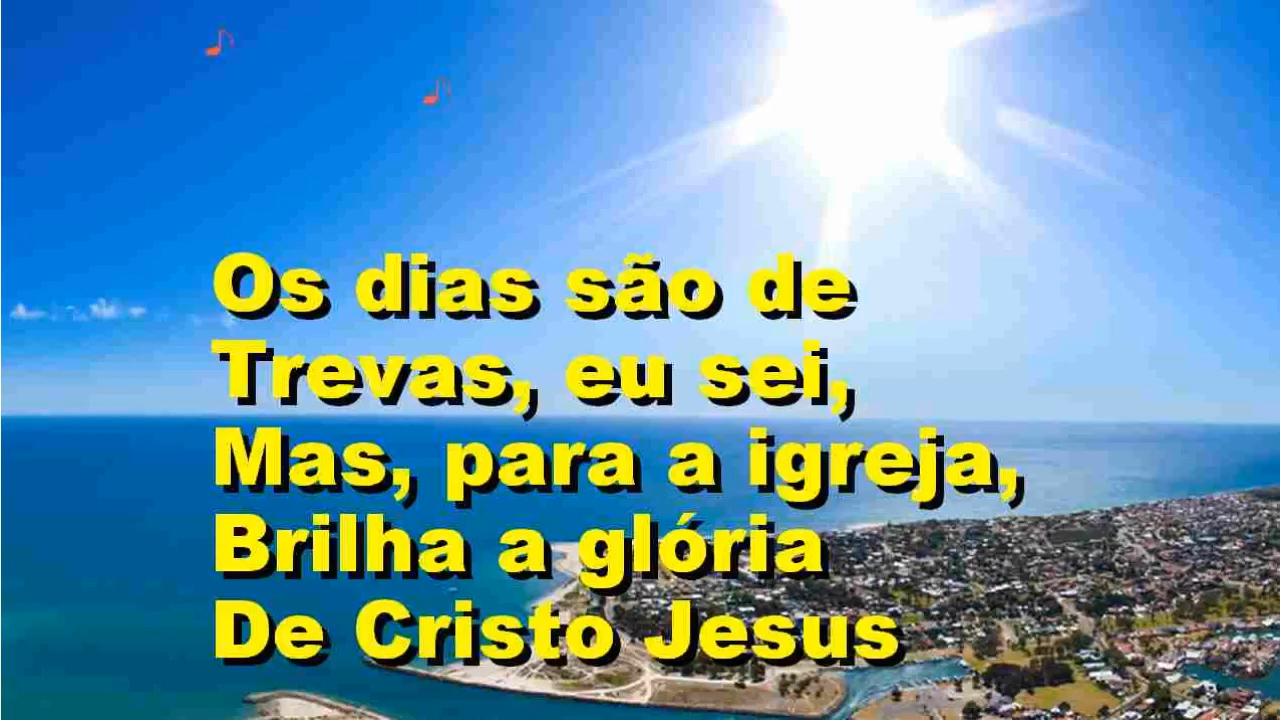 Os dias são de
Trevas, eu sei,
Mas, para a igreja,
Brilha a glória
De Cristo Jesus